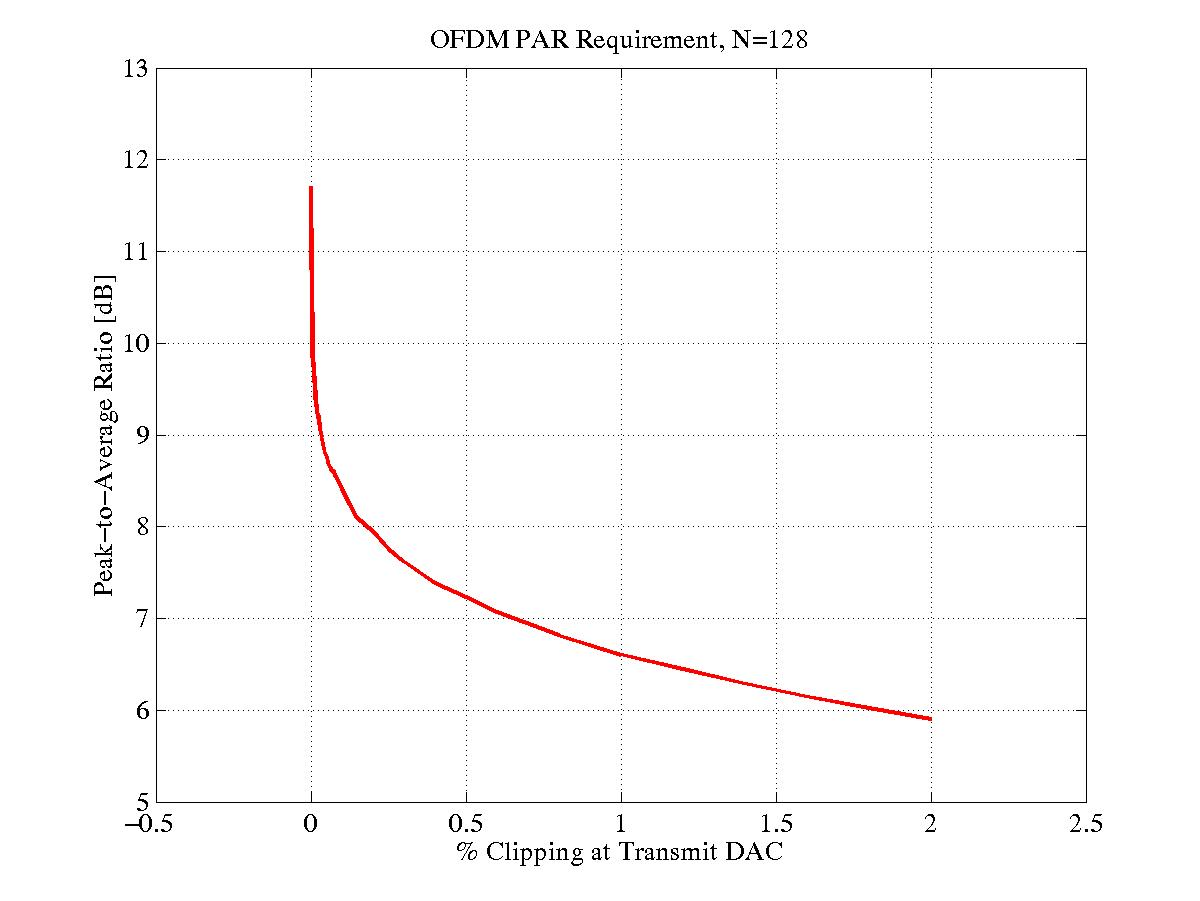 OFDM PAR Requirement, N=128
13
12
11
10
9
8
7
6
5
Peak-to-Average Ratio [dB]
-0.5 0 0.5 1 1.5 2 2.5
% Clipping at Transmit DAC